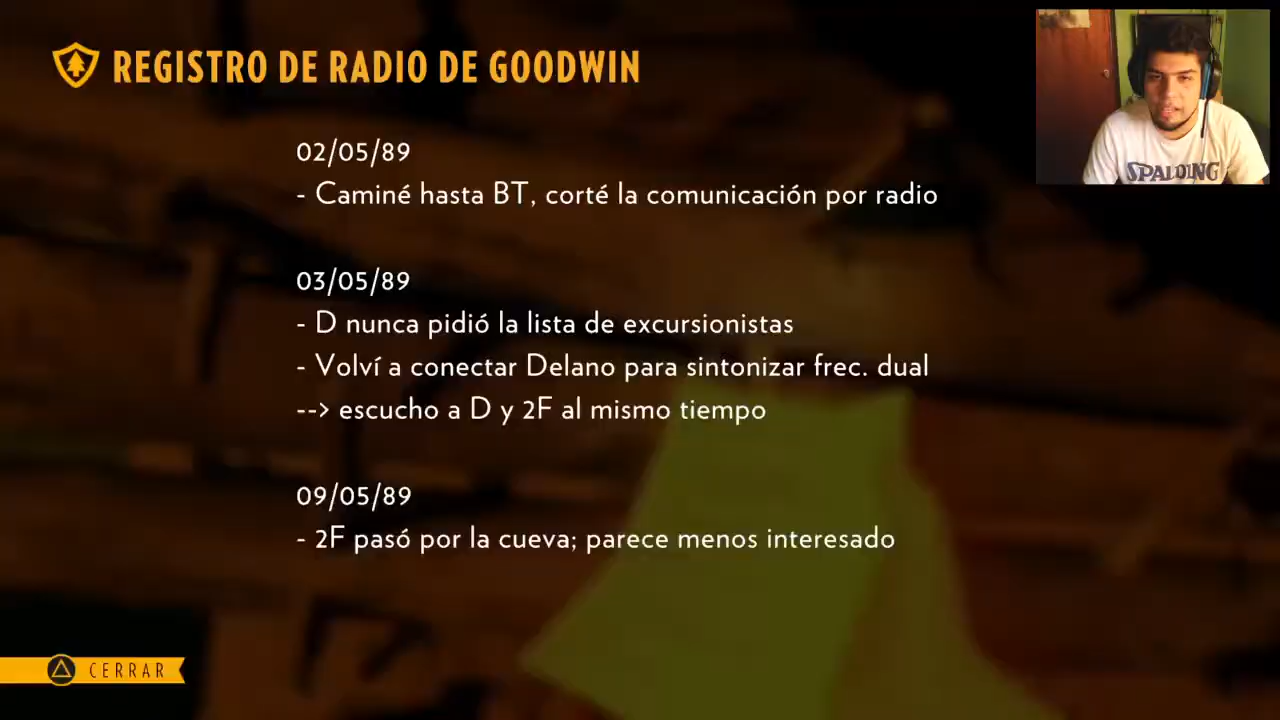 REGISTRO DE RADIO DE GOODWIN
SPALDING
02/05/89
- Caminé hasta BT, corté la comunicación por radio
03/05/89
- D nunca pidió la lista de excursionistas
- Volví a conectar Delano para sintonizar frec. dual
--> escucho a D y 2F al mismo tiempo
09/05/89
- 2F pasó por la cueva; parece menos interesado
CERRAR